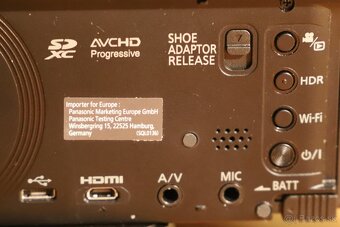 SD XC
AVCHD
Progressive
SHOE
ADAPTOR
RELEASE
HDR
Wi-Fi
Importer for Europe :
Panasonic Marketing Europe GmbH
Panasonic Testing Centre
Winsbergring 15, 22525 Hamburg,
Germany (SQL0136)
HDMI
A/V
MIC
BATT